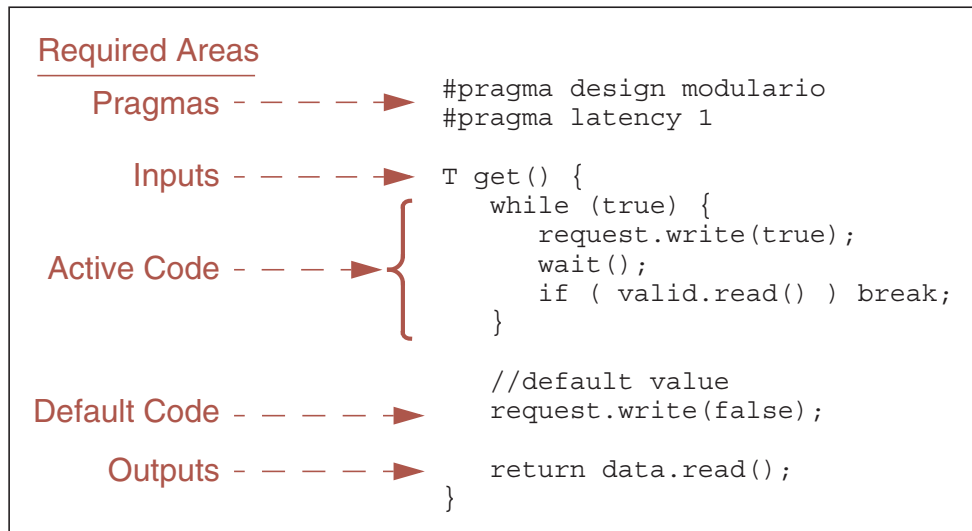 Required Areas
Pragmas
#pragma design modulario
#pragma latency 1
Inputs
T get() {
while (true) {
request.write(true);
Active Code
wait();
if ( valid.read() ) break;
}
//default value
Default Code
request.write(false);
Outputs
return data.read();
}